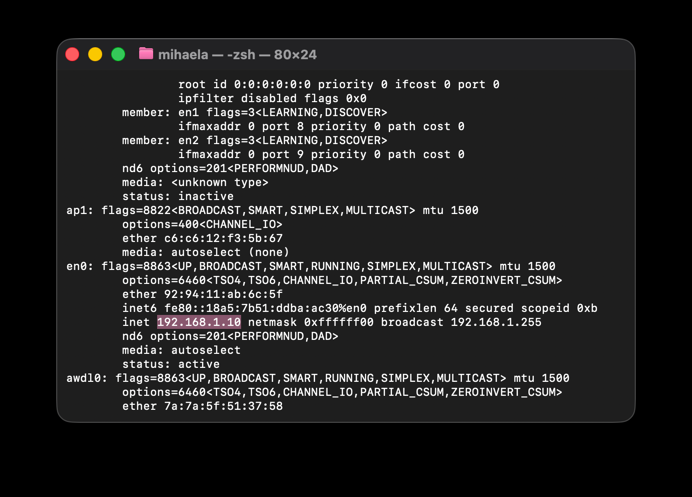 mihaela — -zsh — 80×24
root id 0:0:0:0:0:0 priority 0 ifcost 0 port 0
ipfilter disabled flags 0x0
member: en1 flags=3<LEARNING,DISCOVER>
ifmaxaddr 0 port 8 priority 0 path cost 0
member: en2 flags=3<LEARNING,DISCOVER>
ifmaxaddr 0 port 9 priority 0 path cost 0
nd6 options=201<PERFORMNUD,DAD>
media: <unknown type>
status: inactive
ap1: flags=8822<BROADCAST,SMART,SIMPLEX,MULTICAST> mtu 1500
options=400<CHANNEL_IO>
ether c6:c6:12:f3:5b:67
media: autoselect (none)
en0: flags=8863<UP,BROADCAST,SMART,RUNNING,SIMPLEX,MULTICAST> mtu 1500
options=6460<TSO4,TSO6,CHANNEL_IO,PARTIAL_CSUM,ZEROINVERT_CSUM>
ether 92:94:11:ab:6c:5f
inet6 fe80::18a5:7b51:ddba:ac30%en0 prefixlen 64 secured scopeid 0xb
inet 192.168.1.10 netmask 0xffffff00 broadcast 192.168.1.255
nd6 options=201<PERFORMNUD,DAD>
media: autoselect
status: active
awdl0: flags=8863<UP,BROADCAST,SMART,RUNNING,SIMPLEX,MULTICAST> mtu 1500
options=6460<TSO4,TSO6,CHANNEL_IO,PARTIAL_CSUM,ZEROINVERT_CSUM>
ether 7a:7a:5f:51:37:58